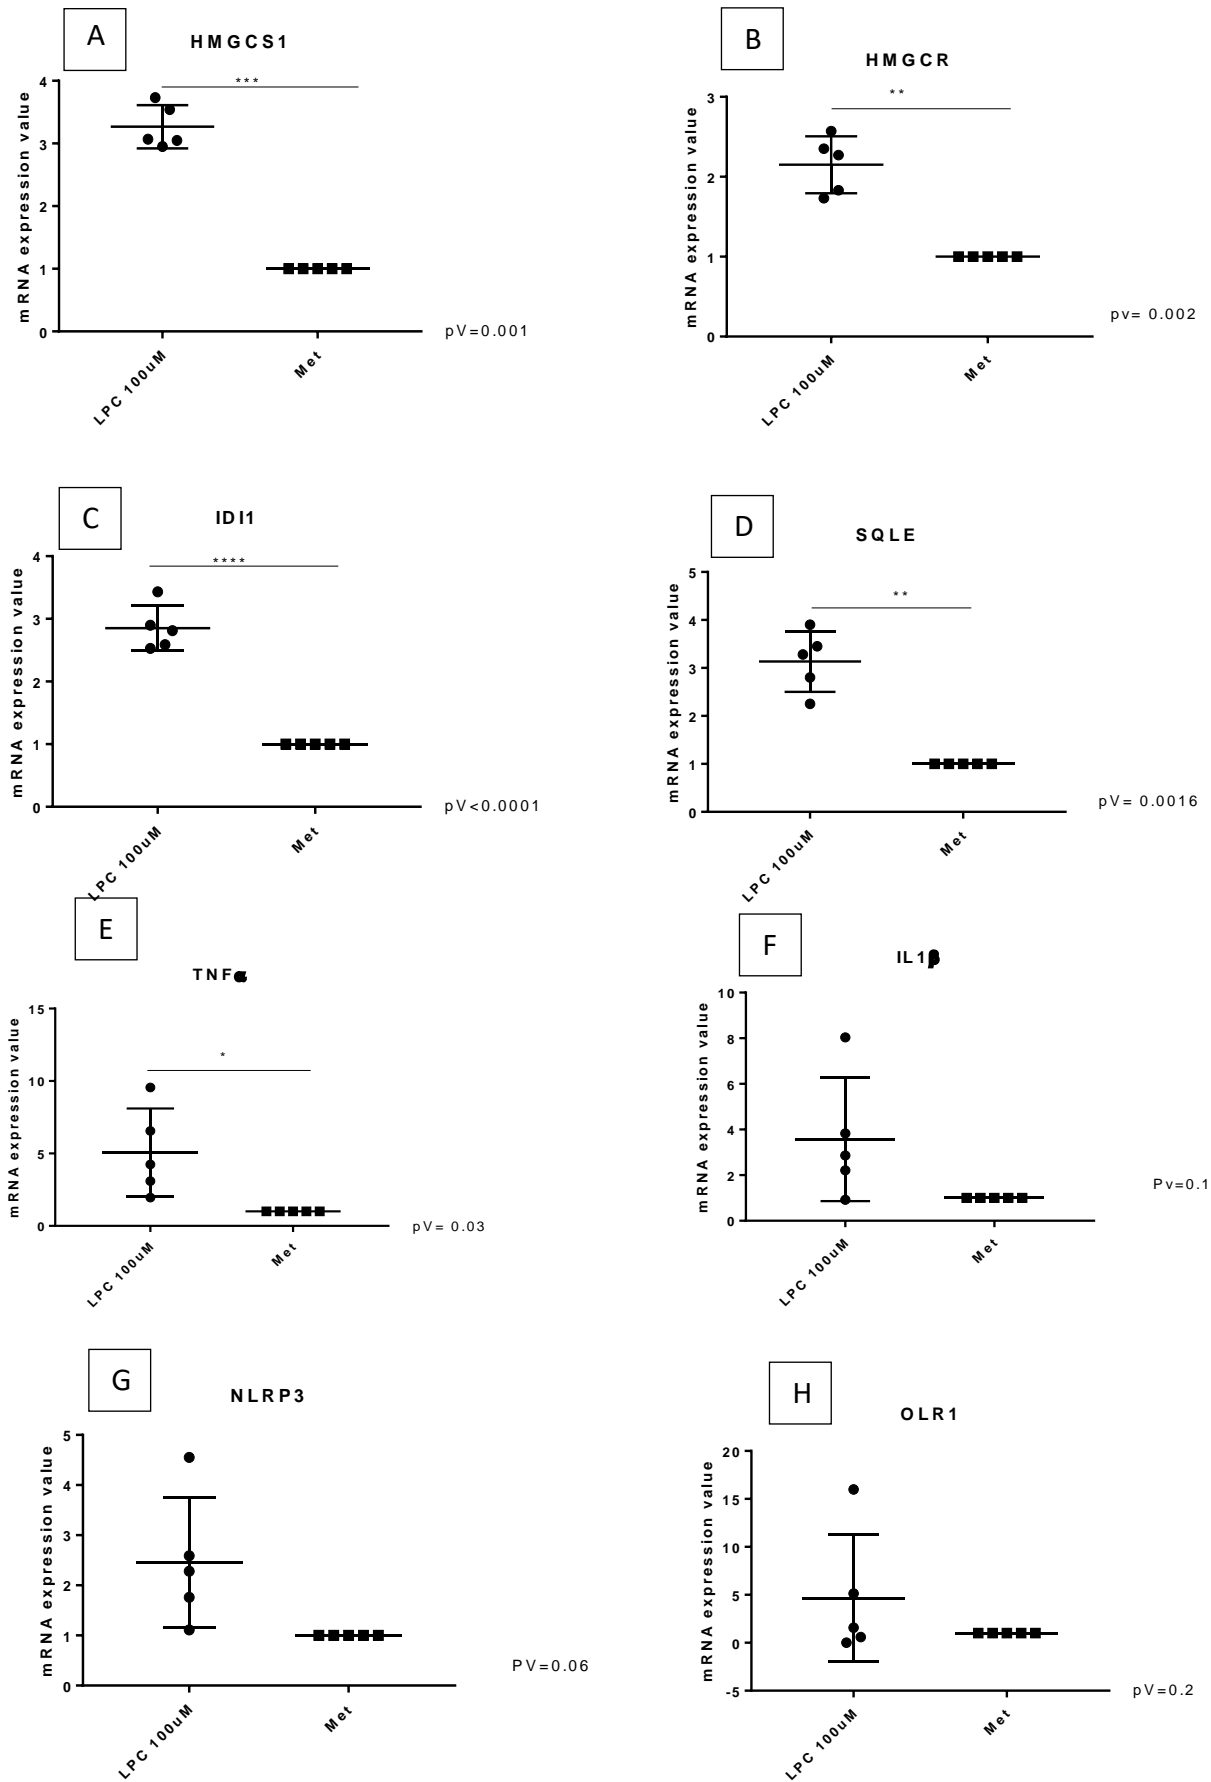 A
HMGCS1
***
mRNA expression value
4
3
2
1
0
LPC 100uM
Met
pV=0.001
B
HMGCR
**
mRNA expression value
3
2
1
0
LPC 100uM
Met
pv= 0.002
C
IDI1
****
mRNA expression value
4
3
2
1
0
LPC 100uM
Met
pV<0.0001
D
SQLE
**
mRNA expression value
5
4
3
2
1
0
LPC 100uM
Met
pV= 0.0016
E
TNFα
*
mRNA expression value
15
10
5
0
LPC 100uM
Met
pV= 0.03
F
IL1β
mRNA expression value
10
8
6
4
2
0
LPC 100uM
Met
Pv=0.1
G
NLRP3
mRNA expression value
5
4
3
2
1
0
LPC 100uM
Met
PV=0.06
H
OLR1
mRNA expression value
20
15
10
5
0
-5
LPC 100uM
Met
pV=0.2